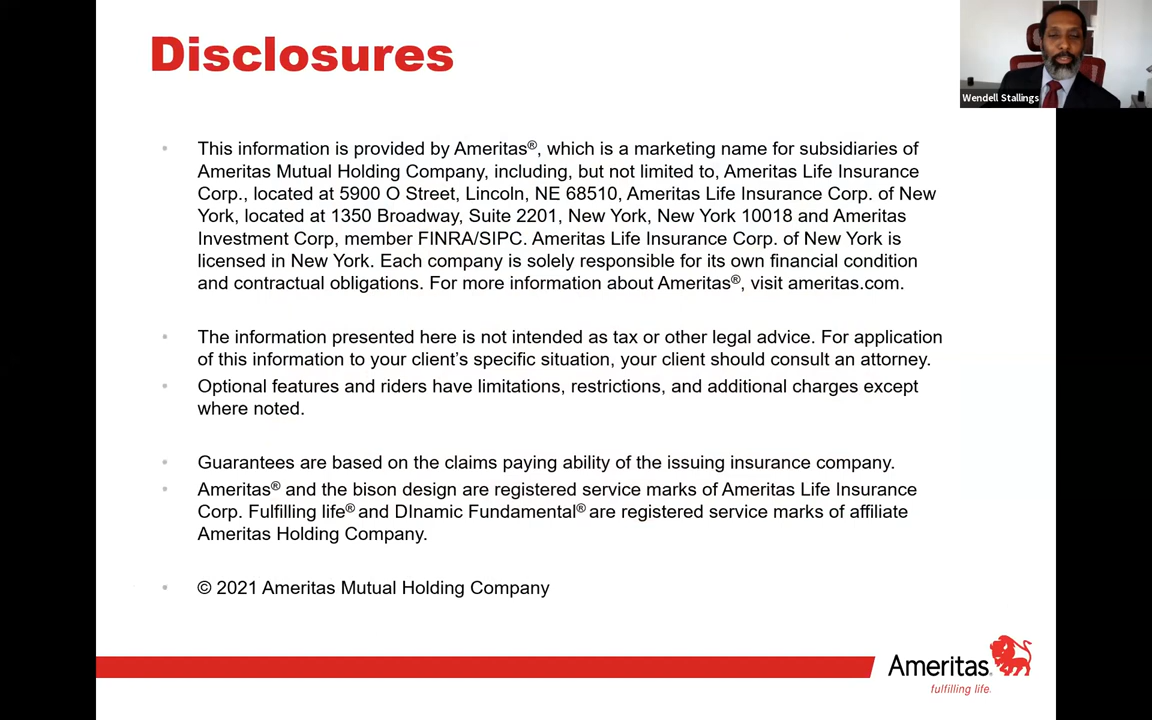 Disclosures
Wendell Stallings
• This information is provided by Ameritas®, which is a marketing name for subsidiaries of
Ameritas Mutual Holding Company, including, but not limited to, Ameritas Life Insurance
Corp., located at 5900 O Street, Lincoln, NE 68510, Ameritas Life Insurance Corp. of New
York, located at 1350 Broadway, Suite 2201, New York, New York 10018 and Ameritas
Investment Corp, member FINRA/SIPC. Ameritas Life Insurance Corp. of New York is
licensed in New York. Each company is solely responsible for its own financial condition
and contractual obligations. For more information about Ameritas®, visit ameritas.com.
• The information presented here is not intended as tax or other legal advice. For application
of this information to your client’s specific situation, your client should consult an attorney.
• Optional features and riders have limitations, restrictions, and additional charges except
where noted.
• Guarantees are based on the claims paying ability of the issuing insurance company.
• Ameritas® and the bison design are registered service marks of Ameritas Life Insurance
Corp. Fulfilling life® and DInamic Fundamental® are registered service marks of affiliate
Ameritas Holding Company.
• © 2021 Ameritas Mutual Holding Company
Ameritas®
fulfilling life®